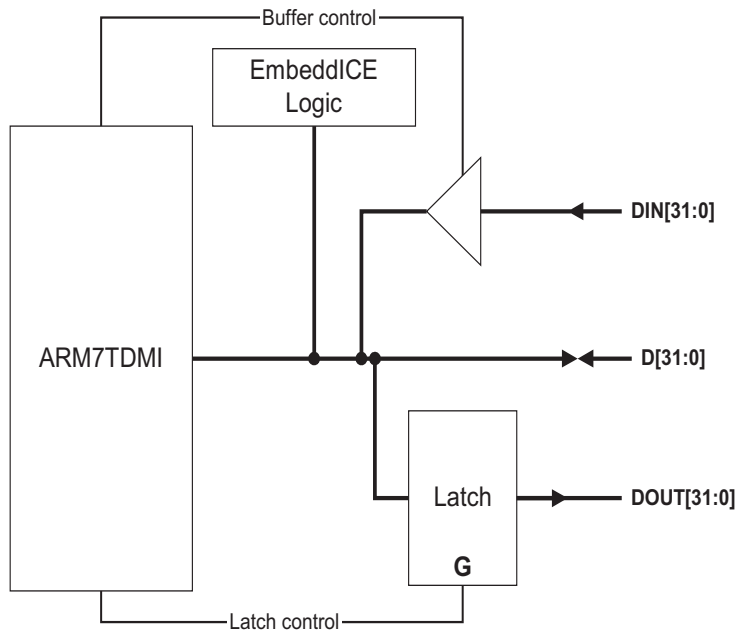 Buffer control
EmbeddICE
Logic
DIN[31:0]
ARM7TDMI
D[31:0]
Latch
DOUT[31:0]
G
Latch control